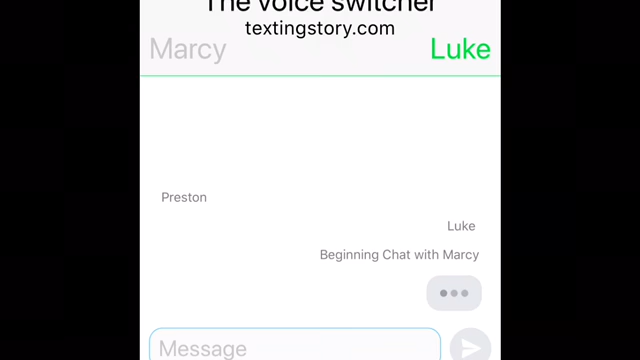 The voice switcher
textingstory.com
Marcy
Luke
Preston
Luke
Beginning Chat with Marcy
Message